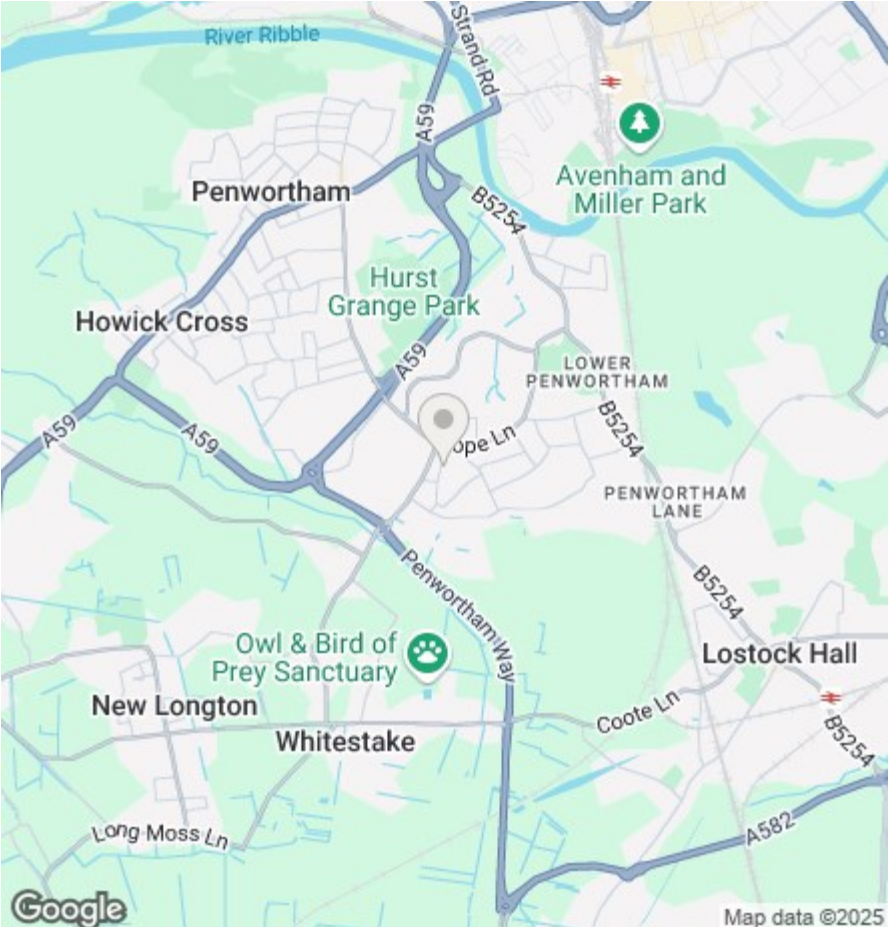 River Ribble
Strand Rd
A59
Avenham and
Miller Park
Penwortham
B5254
Hurst
Grange Park
Howick Cross
A59
LOWER
PENWORTHAM
A59
A59
ope Ln
B5254
PENWORTHAM
LANE
Penwortham Way
B5254
Owl & Bird of
Prey Sanctuary
Lostock Hall
New Longton
Coote Ln
Whitestake
B5254
Long Moss Ln
A582
Google
Map data ©2025